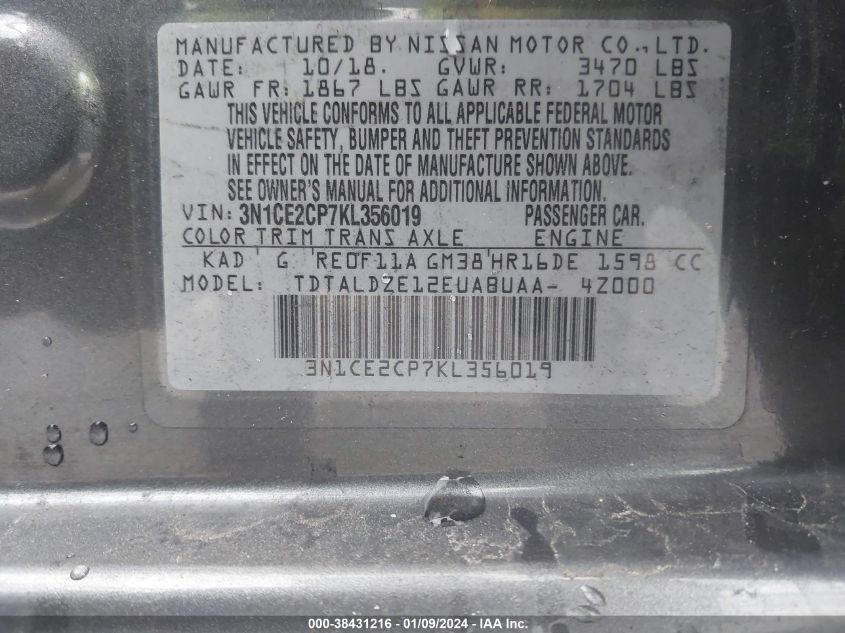 MANUFACTURED BY NISSAN MOTOR CO., LTD.
DATE: 10/18. GVWR: 3470 LBS
GAWR FR: 1867 LBS GAWR RR: 1704 LBS
THIS VEHICLE CONFORMS TO ALL APPLICABLE FEDERAL MOTOR
VEHICLE SAFETY, BUMPER AND THEFT PREVENTION STANDARDS
IN EFFECT ON THE DATE OF MANUFACTURE SHOWN ABOVE.
SEE OWNER'S MANUAL FOR ADDITIONAL INFORMATION.
VIN: 3N1CE2CP7KL356019 PASSENGER CAR.
COLOR TRIM TRANS AXLE ENGINE
KAD G RE0F11A GM38 HR16DE 1598 CC
MODEL: TDTALDZE12EUA8UAA- 4Z000
3N1CE2CP7KL356019
000-38431216 - 01/09/2024 - IAA Inc.